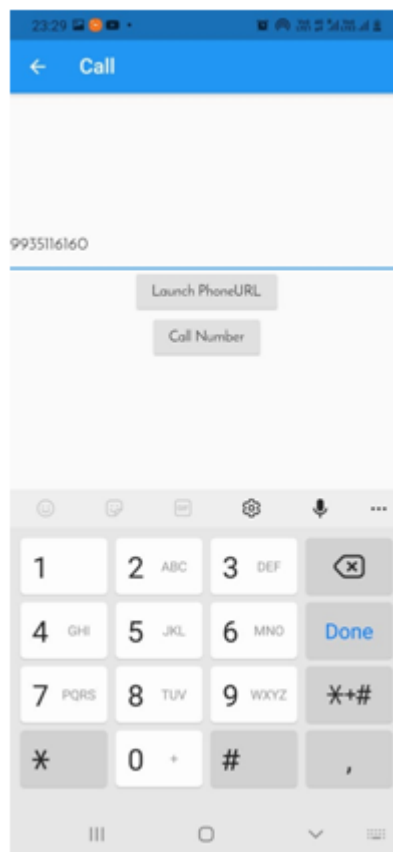 23:29
Call
9935116160
Launch PhoneURL
Call Number
1
2 ABC
3 DEF
4 GHI
5 JKL
6 MNO
Done
7 PQRS
8 TUV
9 WXYZ
*+#
*
0 +
#
,